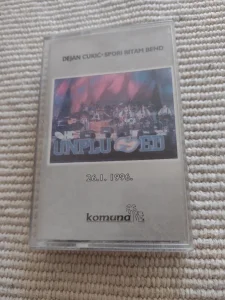 DEJAN CUKIĆ - SPORI RITAM BEND
UNPLUGGED
26.1. 1996.
komuna